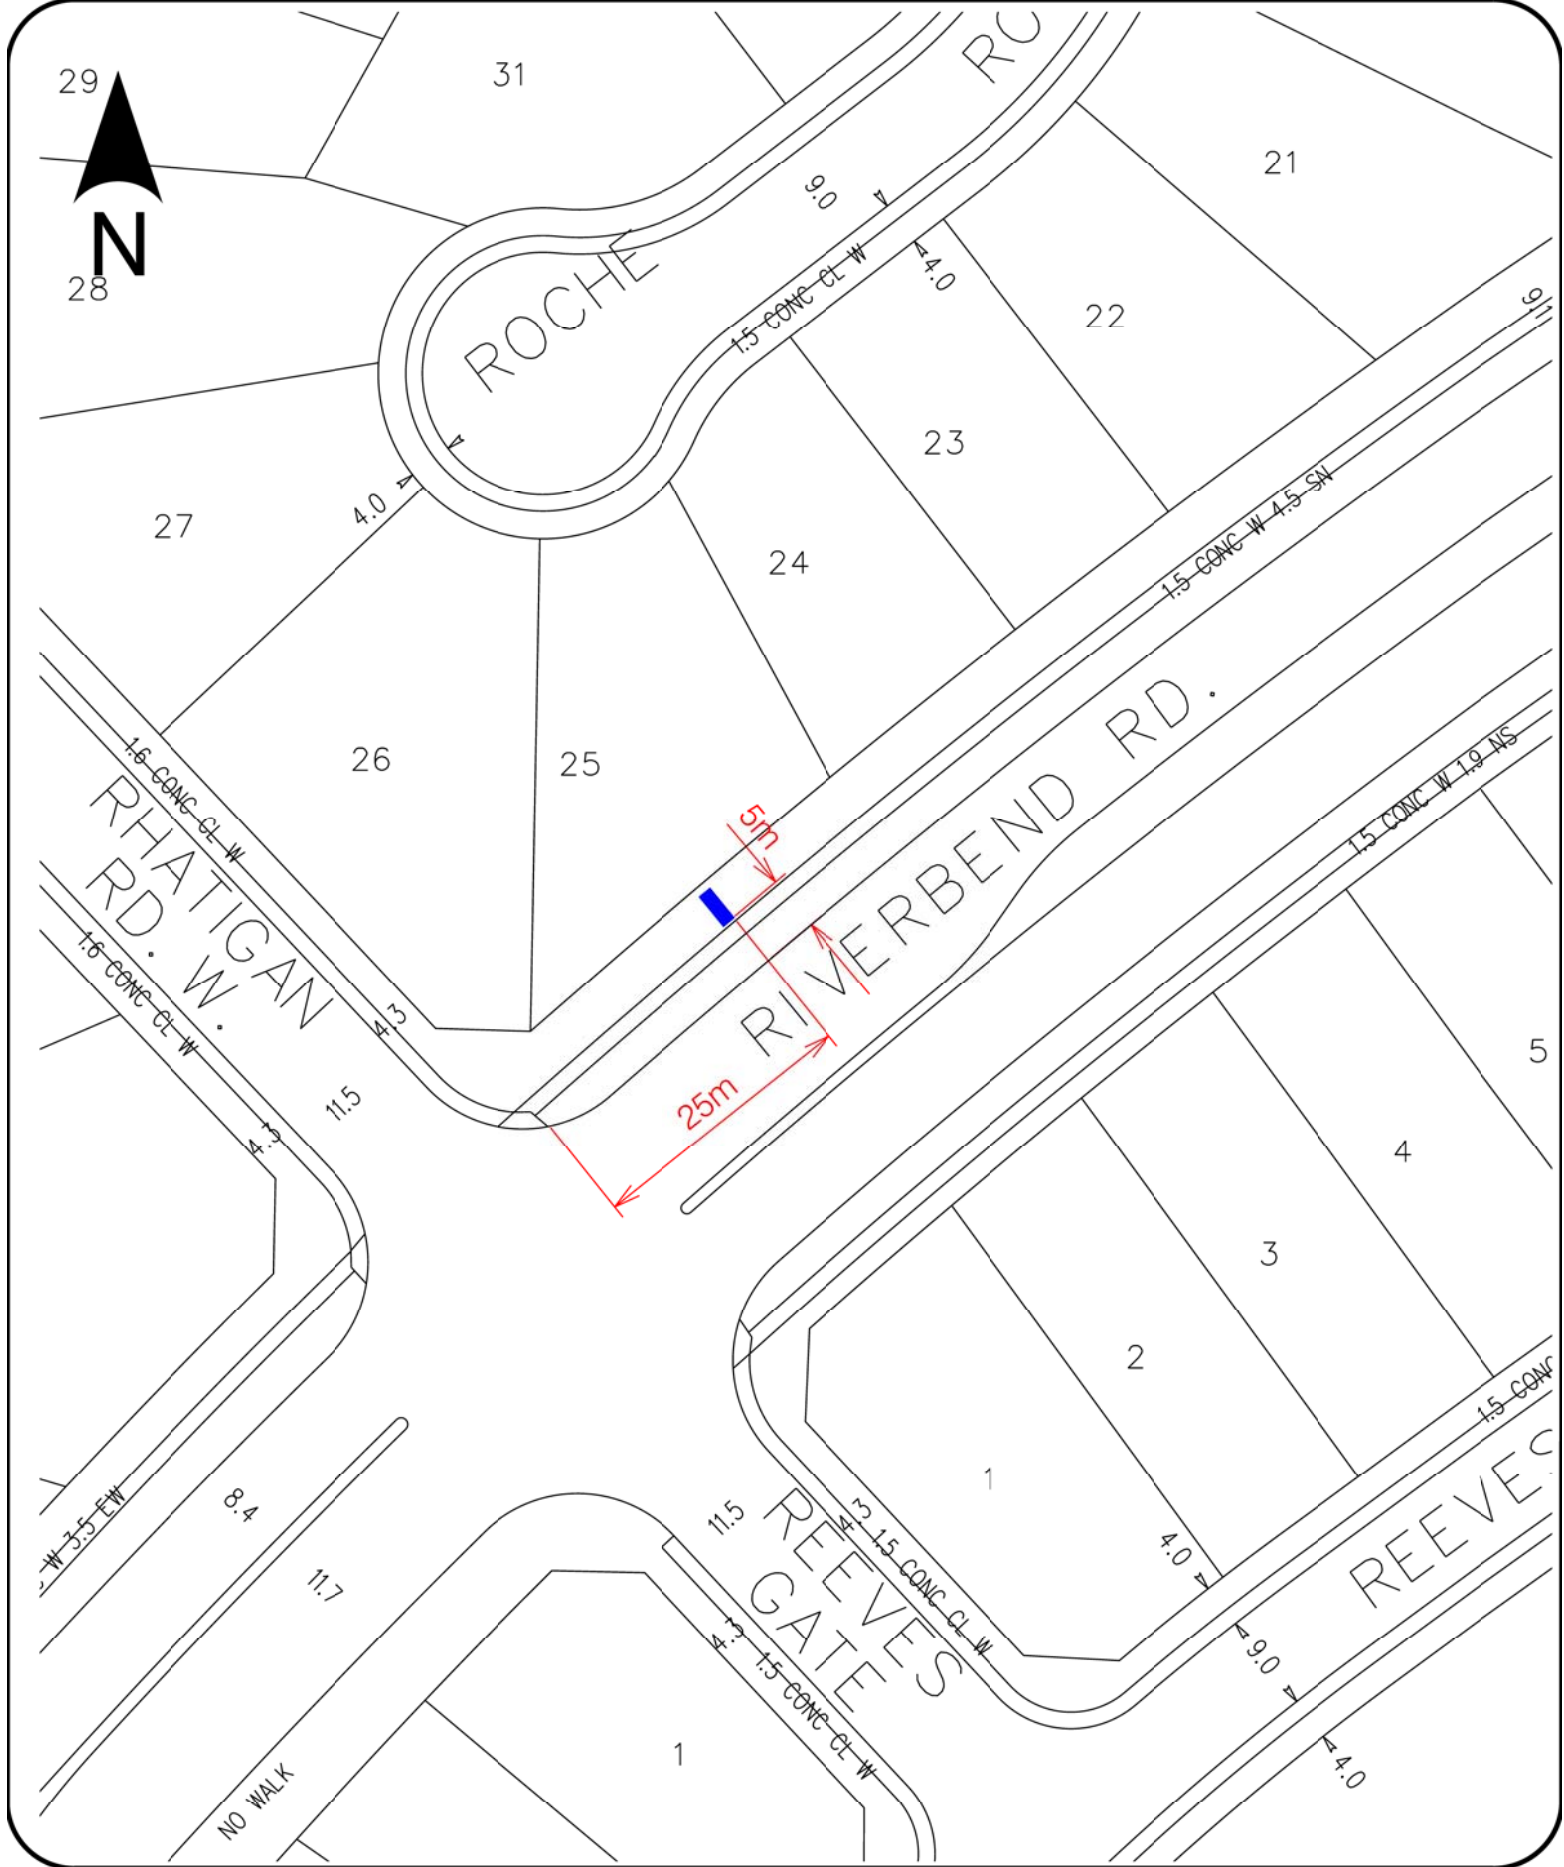 29
31
RO
N
28
21
9.0
ROCHE
1.5 CONC CL W
4.0
22
23
27
4.0
24
1.5 CONC W 4.5 SN
26
25
1.6 CONC CL W
RHATIGAN
RD. W.
1.6 CONC CL W
RIVERBEND RD.
1.5 CONC W 1.9 NS
5m
4.3
11.5
4.3
25m
5
4
3
2
1
1.5 CONC
REEVES
8.4
W 3.5 EW
11.7
11.5
REEVES
GATE
4.3
1.5 CONC CL W
4.0
9.0
4.0
4.3
1.5 CONC CL W
1
NO WALK